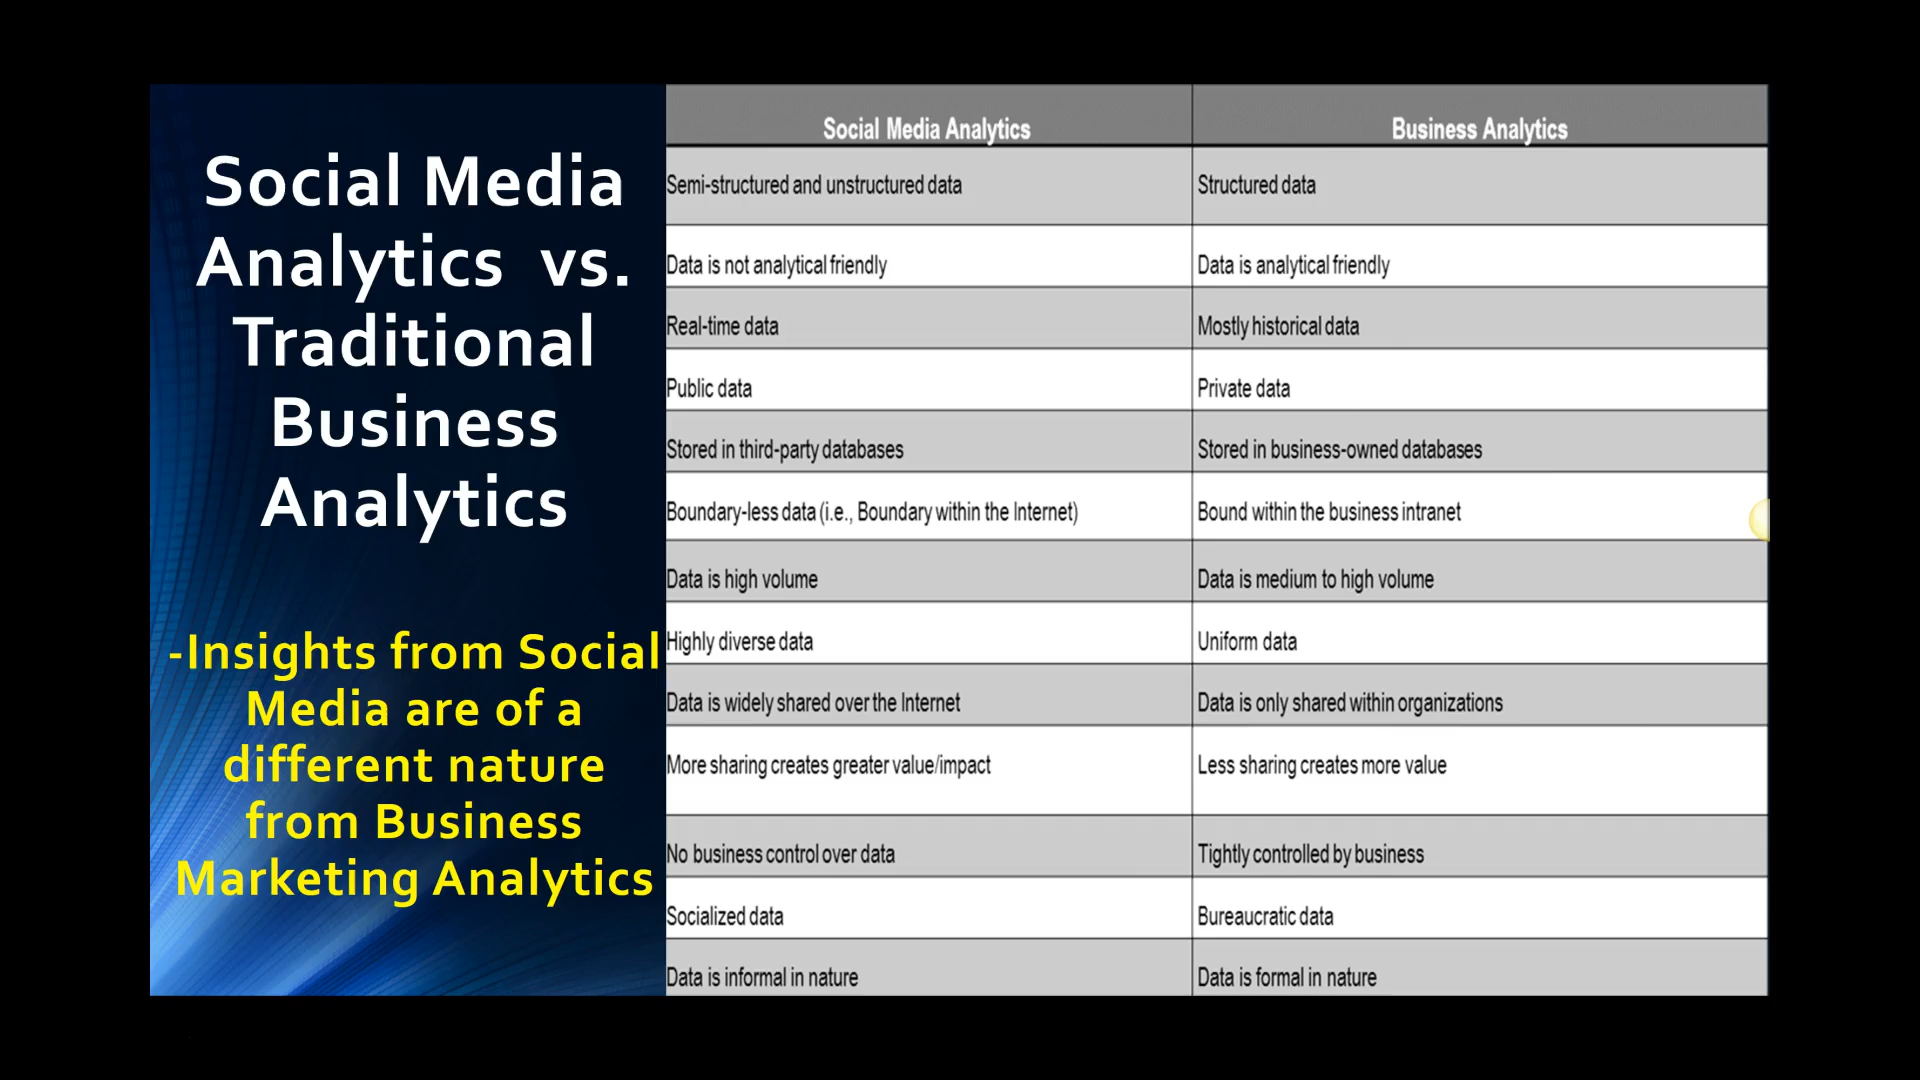 Social Media
Analytics vs.
Traditional
Business
Analytics
-Insights from Social
Media are of a
different nature
from Business
Marketing Analytics
Social Media Analytics Business Analytics
Semi-structured and unstructured data Structured data
Data is not analytical friendly Data is analytical friendly
Real-time data Mostly historical data
Public data Private data
Stored in third-party databases Stored in business-owned databases
Boundary-less data (i.e., Boundary within the Internet) Bound within the business intranet
Data is high volume Data is medium to high volume
Highly diverse data Uniform data
Data is widely shared over the Internet Data is only shared within organizations
More sharing creates greater value/impact Less sharing creates more value
No business control over data Tightly controlled by business
Socialized data Bureaucratic data
Data is informal in nature Data is formal in nature